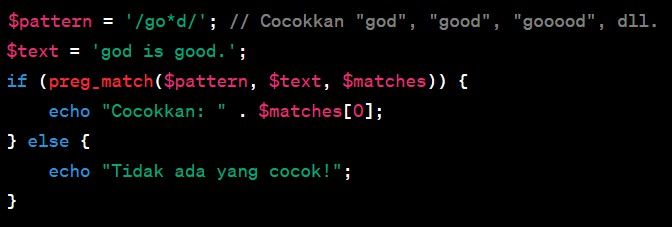 $pattern = '/go*d/'; // Cocokkan "god", "good", "gooood", dll.
$text = 'god is good.';
if (preg_match($pattern, $text, $matches)) {
    echo "Cocokkan: " . $matches[0];
} else {
    echo "Tidak ada yang cocok!";
}